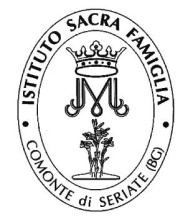 • ISTITUTO SACRA FAMIGLIA •
COMONTE di SERIATE (BG)
M